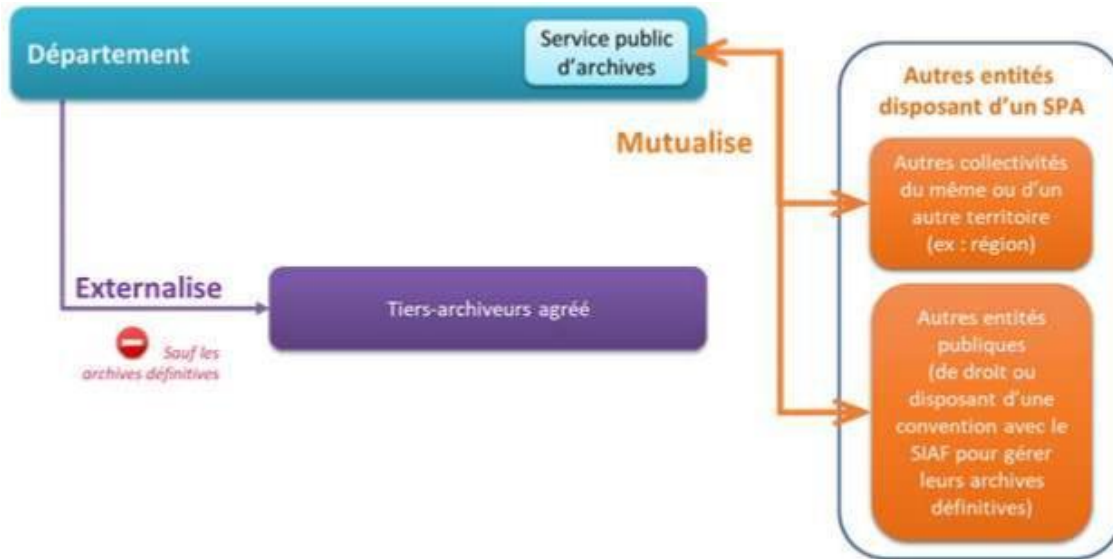 Département
Service public
d'archives
Mutualise
Externalise
Sauf les
archives définitives
Tiers-archiveurs agréé
Autres entités
disposant d'un SPA
Autres collectivités
du même ou d'un
autre territoire
(ex : région)
Autres entités
publiques
(de droit ou
disposant d'une
convention avec le
SIAF pour gérer
leurs archives
définitives)